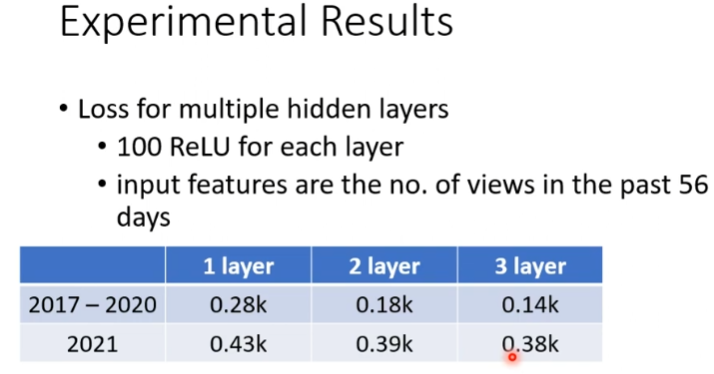 Experimental Results
• Loss for multiple hidden layers
• 100 ReLU for each layer
• input features are the no. of views in the past 56
days
1 layer 2 layer 3 layer
2017 – 2020 0.28k 0.18k 0.14k
2021 0.43k 0.39k 0.38k